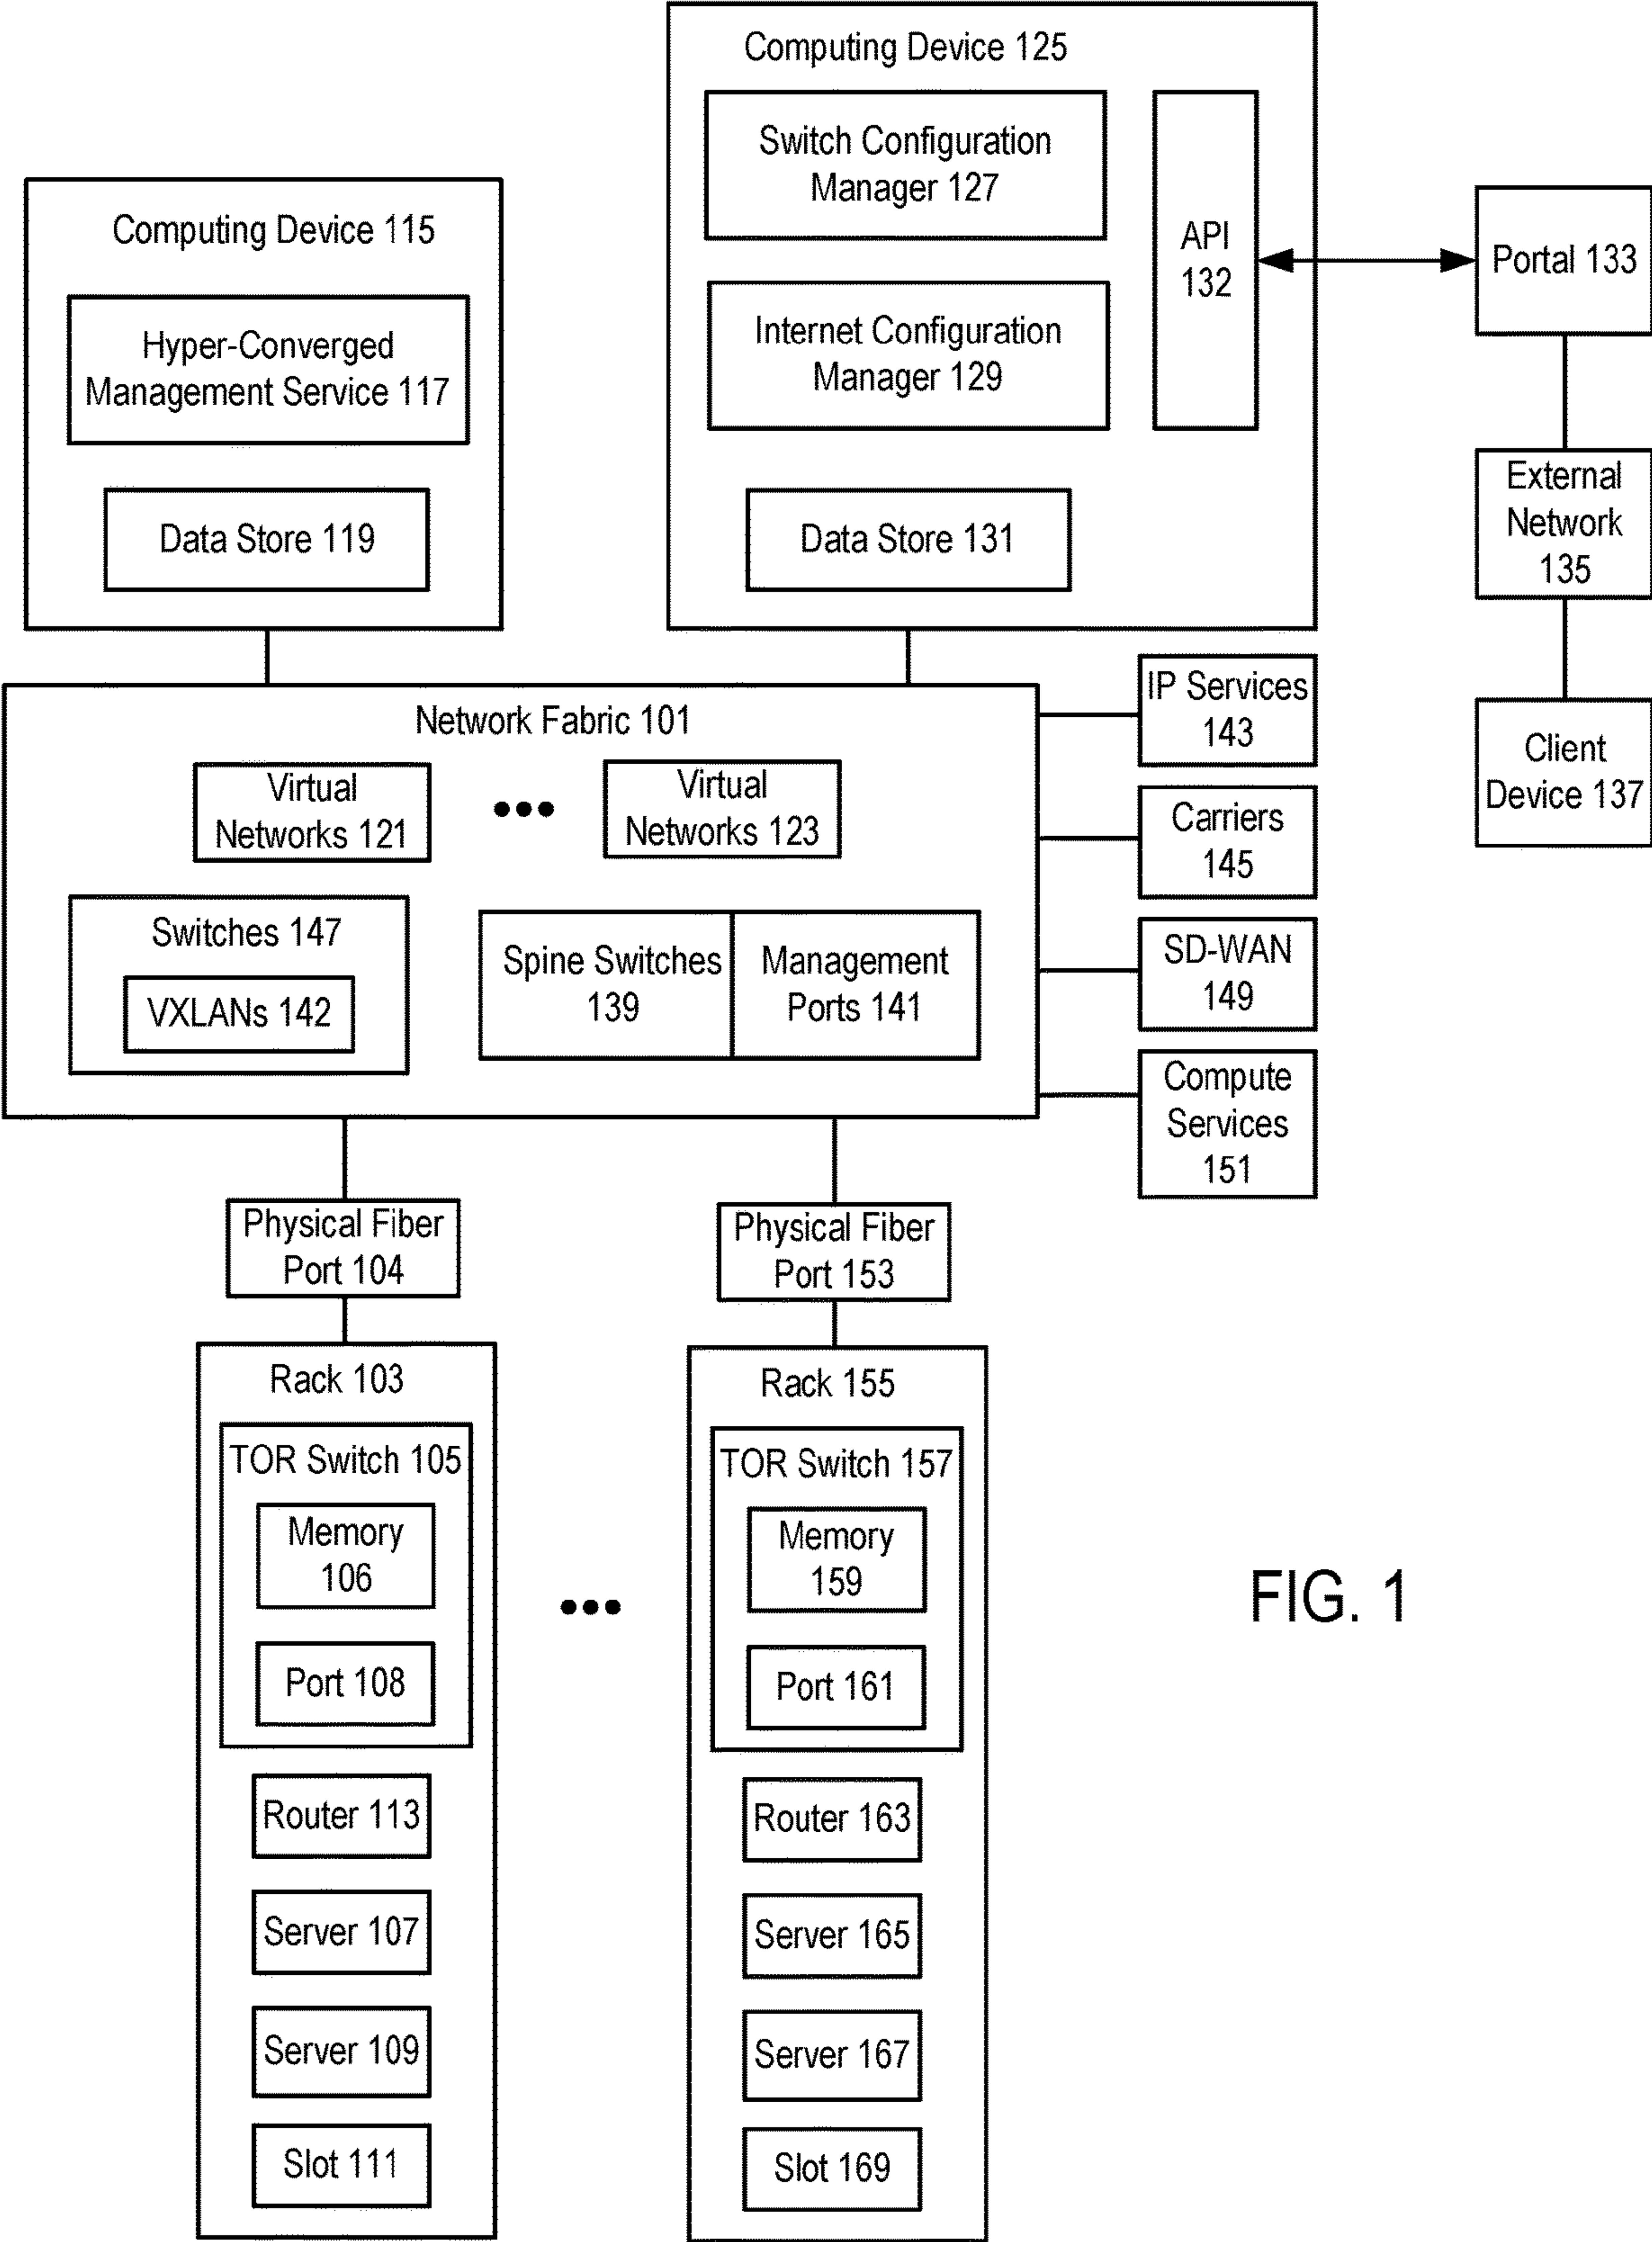 Computing Device 125
Switch Configuration
Manager 127
Internet Configuration
Manager 129
API
132
Data Store 131
Portal 133
External
Network
135
Client
Device 137
Computing Device 115
Hyper-Converged
Management Service 117
Data Store 119
Network Fabric 101
Virtual
Networks 121
Virtual
Networks 123
Switches 147
VXLANs 142
Spine Switches
139
Management
Ports 141
IP Services
143
Carriers
145
SD-WAN
149
Compute
Services
151
Physical Fiber
Port 104
Physical Fiber
Port 153
Rack 103
TOR Switch 105
Memory
106
Port 108
Router 113
Server 107
Server 109
Slot 111
Rack 155
TOR Switch 157
Memory
159
Port 161
Router 163
Server 165
Server 167
Slot 169
FIG. 1